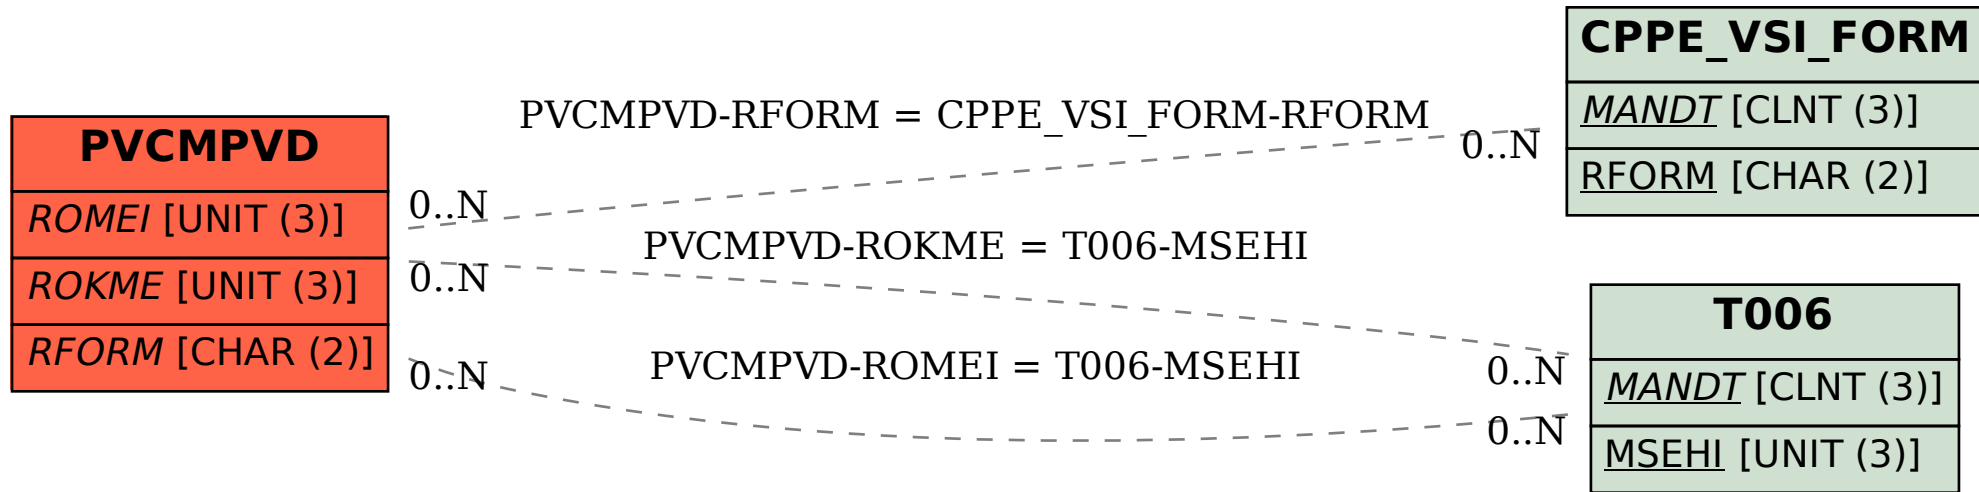 PVCMPVD
ROMEI [UNIT (3)]
ROKME [UNIT (3)]
RFORM [CHAR (2)]
PVCMPVD-RFORM = CPPE_VSI_FORM-RFORM
0..N
0..N
PVCMPVD-ROKME = T006-MSEHI
0..N
0..N
PVCMPVD-ROMEI = T006-MSEHI
0..N
0..N
CPPE_VSI_FORM
MANDT [CLNT (3)]
RFORM [CHAR (2)]
T006
MANDT [CLNT (3)]
MSEHI [UNIT (3)]